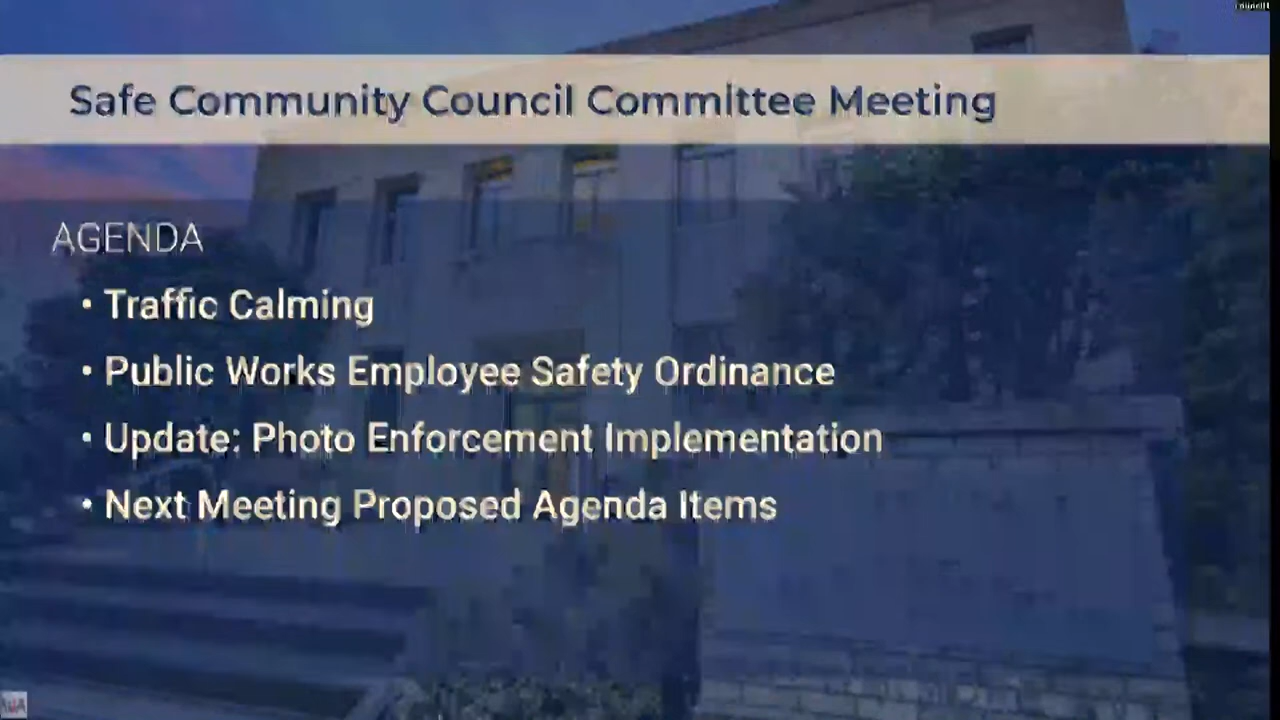 Safe Community Council Committee Meeting
AGENDA
• Traffic Calming
• Public Works Employee Safety Ordinance
• Update: Photo Enforcement Implementation
• Next Meeting Proposed Agenda Items